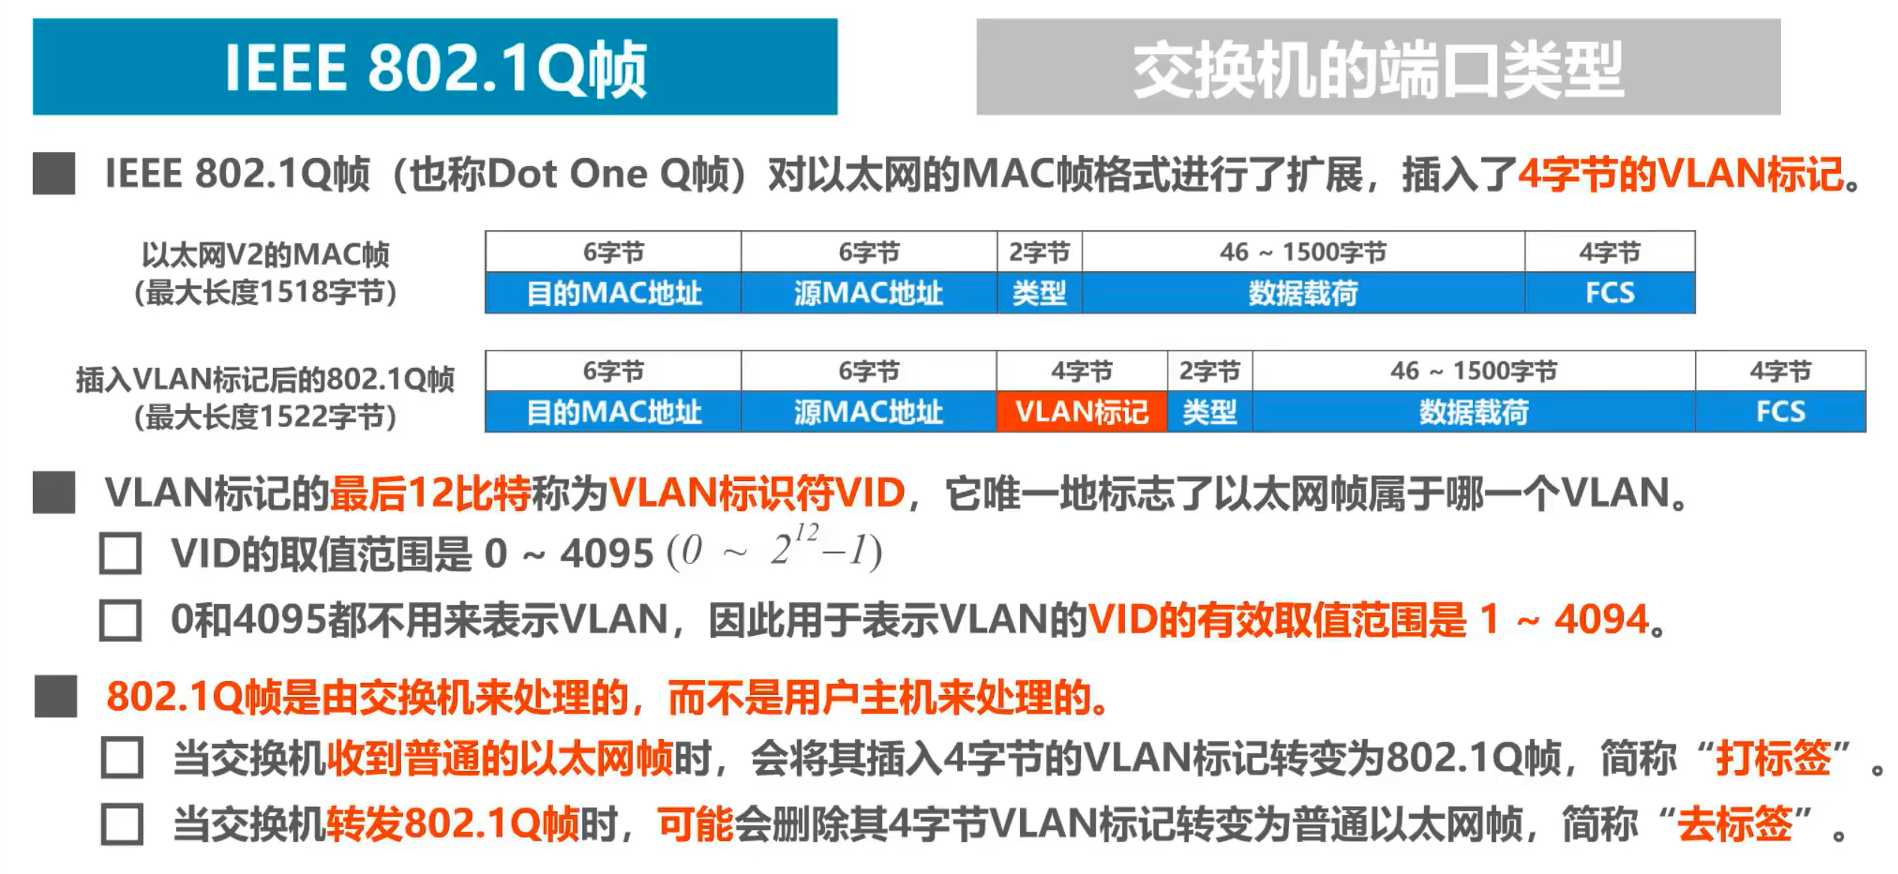 IEEE 802.1Q帧
交换机的端口类型
IEEE 802.1Q帧（也称Dot One Q帧）对以太网的MAC帧格式进行了扩展，插入了4字节的VLAN标记。
以太网V2的MAC帧
（最大长度1518字节）
6字节 6字节 2字节 46 ~ 1500字节 4字节
目的MAC地址 源MAC地址 类型 数据载荷 FCS
插入VLAN标记后的802.1Q帧
（最大长度1522字节）
6字节 6字节 4字节 2字节 46 ~ 1500字节 4字节
目的MAC地址 源MAC地址 VLAN标记 类型 数据载荷 FCS
VLAN标记的最后12比特称为VLAN标识符VID，它唯一地标志了以太网帧属于哪一个VLAN。
VID的取值范围是 0 ~ 4095 (0 ~ 2^12−1)
0和4095都不用来表示VLAN，因此用于表示VLAN的VID的有效取值范围是 1 ~ 4094。
802.1Q帧是由交换机来处理的，而不是用户主机来处理的。
当交换机收到普通的以太网帧时，会将其插入4字节的VLAN标记转变为802.1Q帧，简称“打标签”。
当交换机转发802.1Q帧时，可能会删除其4字节VLAN标记转变为普通以太网帧，简称“去标签”。